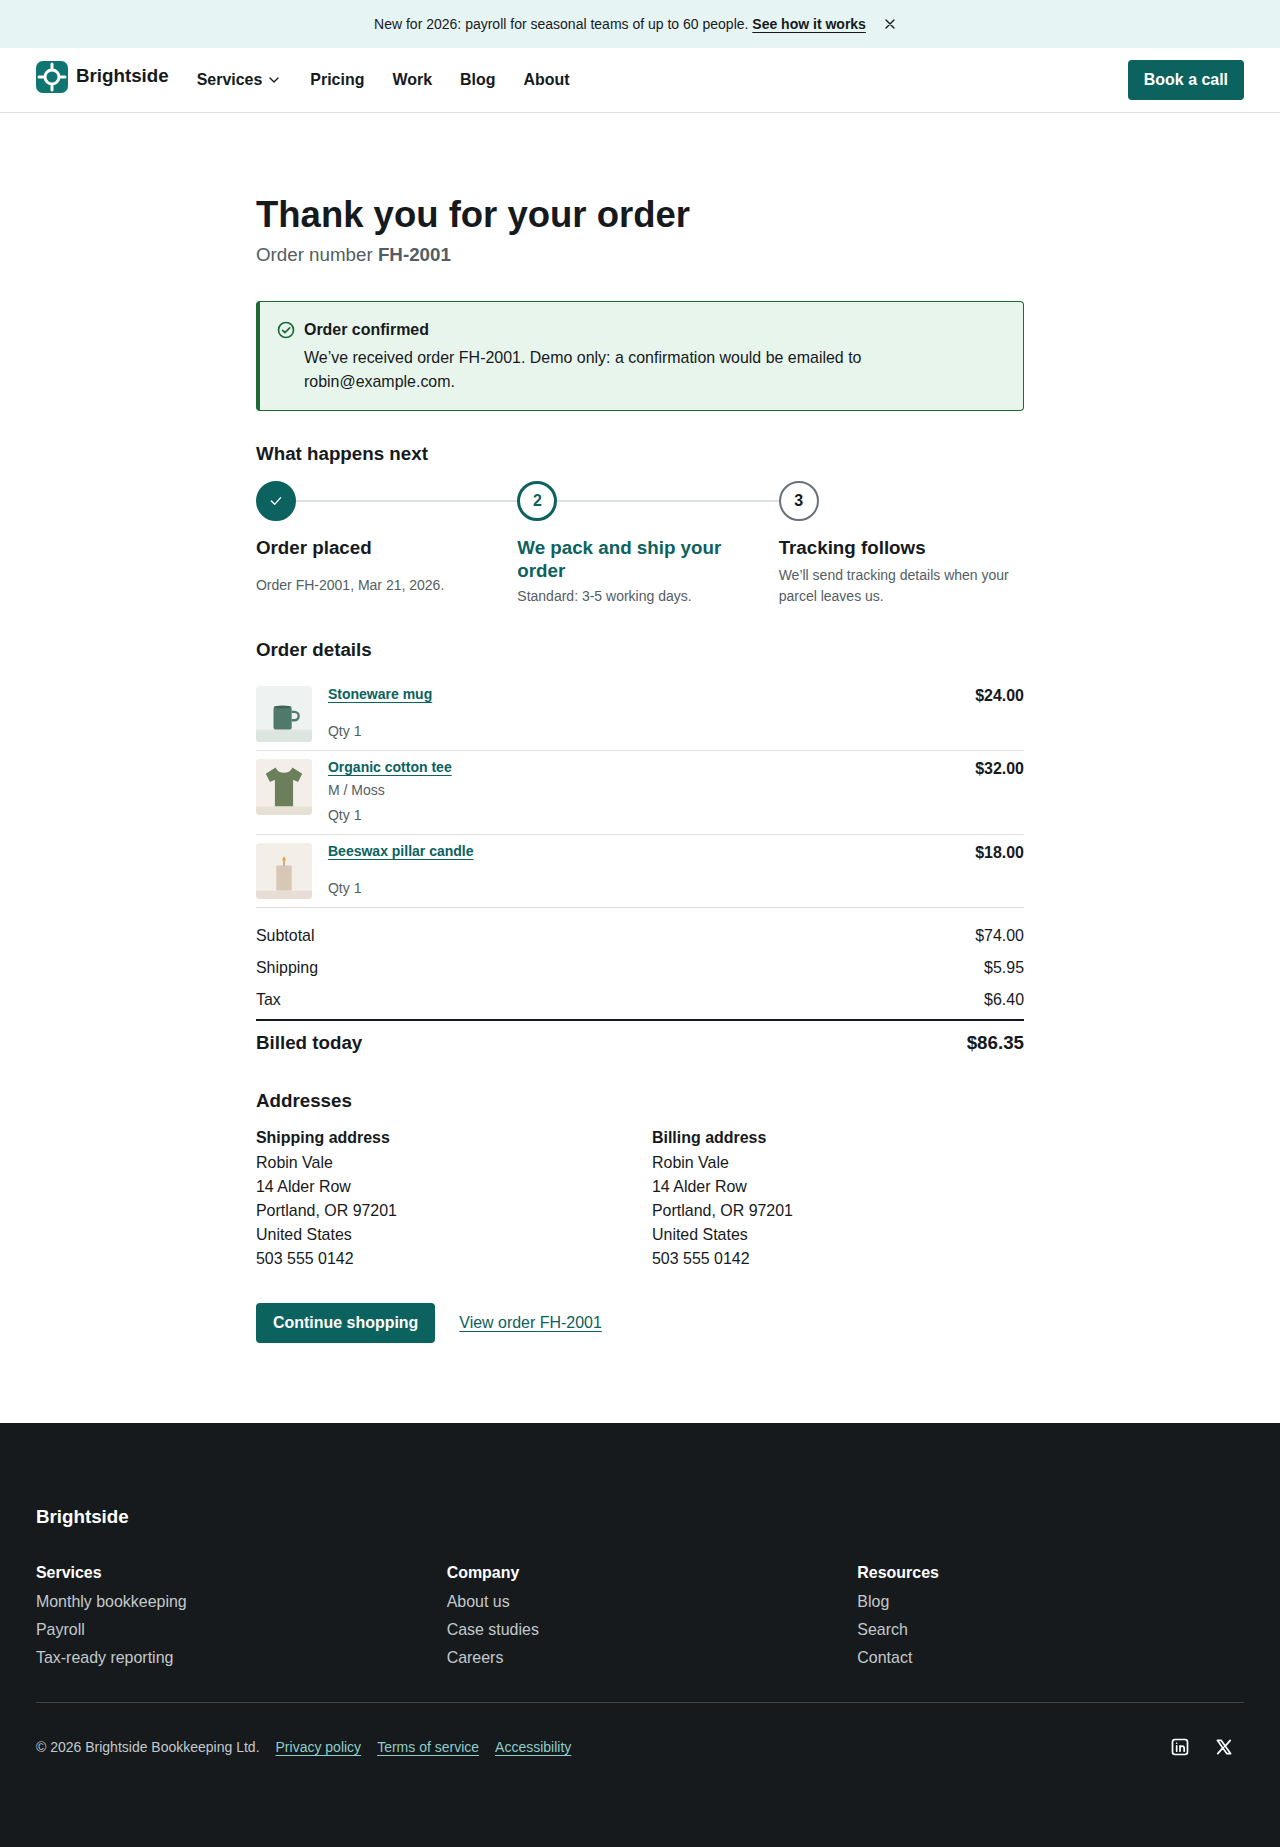 New for 2026: payroll for seasonal teams of up to 60 people. See how it works
Brightside
Services
Pricing
Work
Blog
About
Book a call
Thank you for your order
Order number FH-2001
Order confirmed
We’ve received order FH-2001. Demo only: a confirmation would be emailed to
robin@example.com.
What happens next
2
3
Order placed
Order FH-2001, Mar 21, 2026.
We pack and ship your
order
Standard: 3-5 working days.
Tracking follows
We’ll send tracking details when your
parcel leaves us.
Order details
Stoneware mug
$24.00
Qty 1
Organic cotton tee
$32.00
M / Moss
Qty 1
Beeswax pillar candle
$18.00
Qty 1
Subtotal
$74.00
Shipping
$5.95
Tax
$6.40
Billed today
$86.35
Addresses
Shipping address
Robin Vale
14 Alder Row
Portland, OR 97201
United States
503 555 0142
Billing address
Robin Vale
14 Alder Row
Portland, OR 97201
United States
503 555 0142
Continue shopping
View order FH-2001
Brightside
Services
Monthly bookkeeping
Payroll
Tax-ready reporting
Company
About us
Case studies
Careers
Resources
Blog
Search
Contact
© 2026 Brightside Bookkeeping Ltd.
Privacy policy
Terms of service
Accessibility